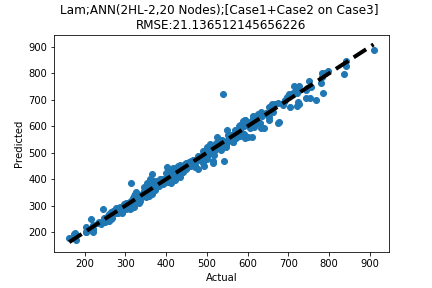 Lam;ANN(2HL-2,20 Nodes);[Case1+Case2 on Case3]
RMSE:21.136512145656226
900
800
700
600
500
400
300
200
Predicted
200 300 400 500 600 700 800 900
Actual